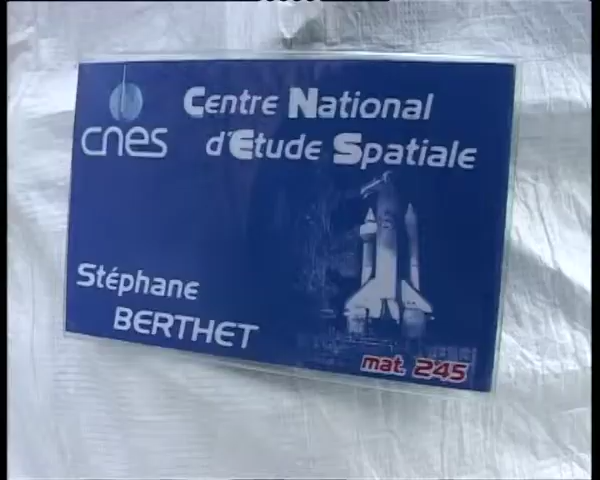 cnes
Centre National
d'Etude Spatiale
Stéphane
BERTHET
mat. 245